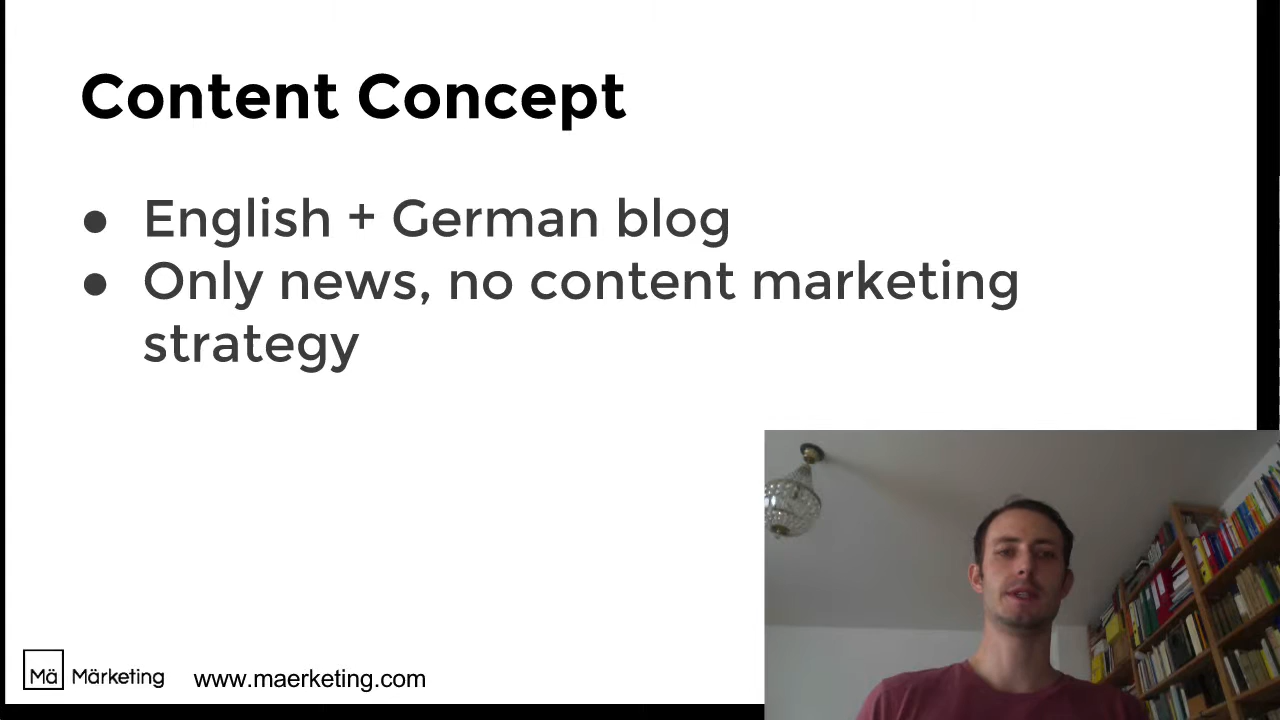 Content Concept
● English + German blog
● Only news, no content marketing
strategy
Mä Märketing www.maerketing.com